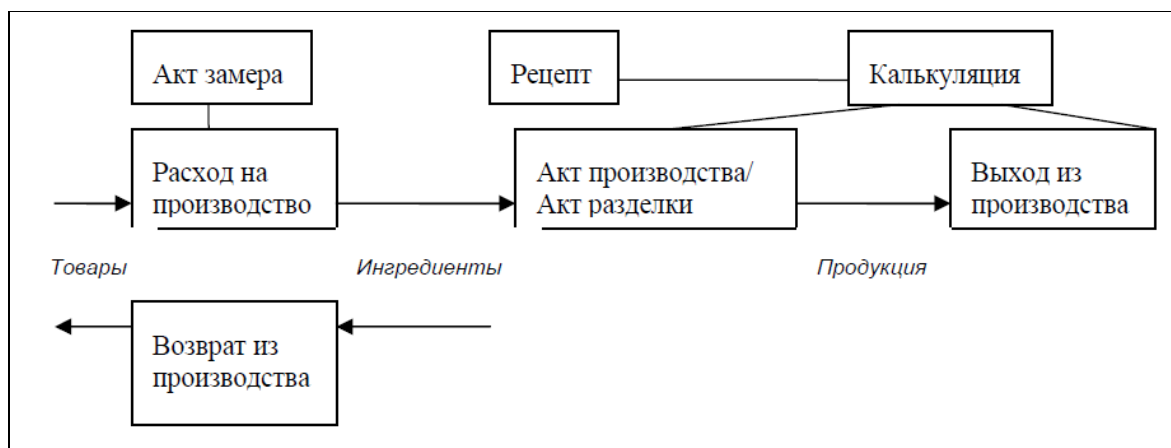 Акт замера
Рецепт
Калькуляция
Расход на
производство
Акт производства/
Акт разделки
Выход из
производства
Товары
Ингредиенты
Продукция
Возврат из
производства